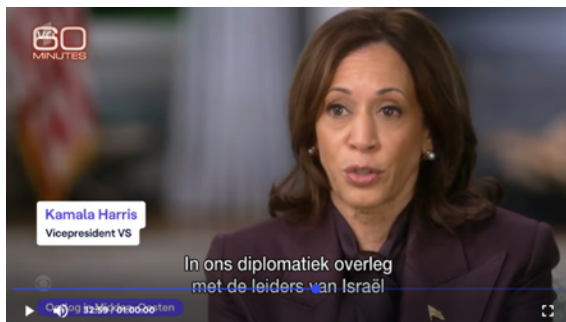 60
MINUTES
Kamala Harris
Vicepresident VS
In ons diplomatiek overleg
met de leiders van Israël
32:59 / 01:00:00